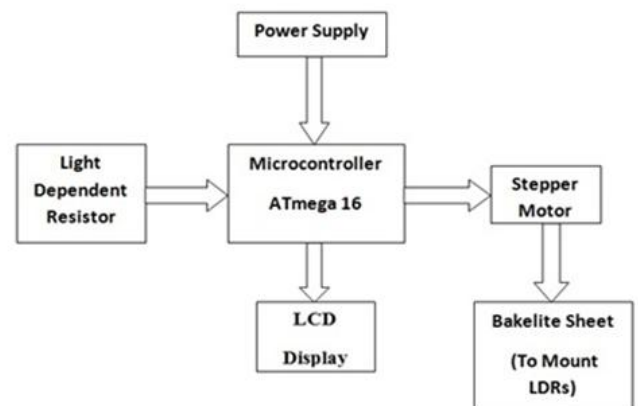 Power Supply
Light
Dependent
Resistor
Microcontroller
ATmega 16
Stepper
Motor
LCD
Display
Bakelite Sheet
(To Mount
LDRs)